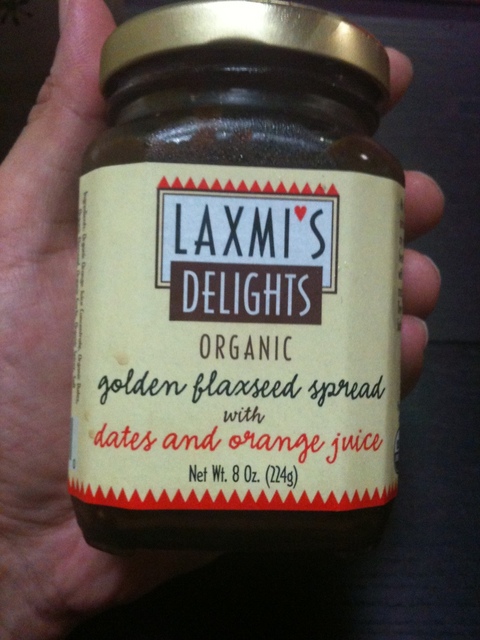 LAXMI'S
DELIGHTS
ORGANIC
golden flaxseed spread
with
dates and orange juice
Net Wt. 8 Oz. (224g)